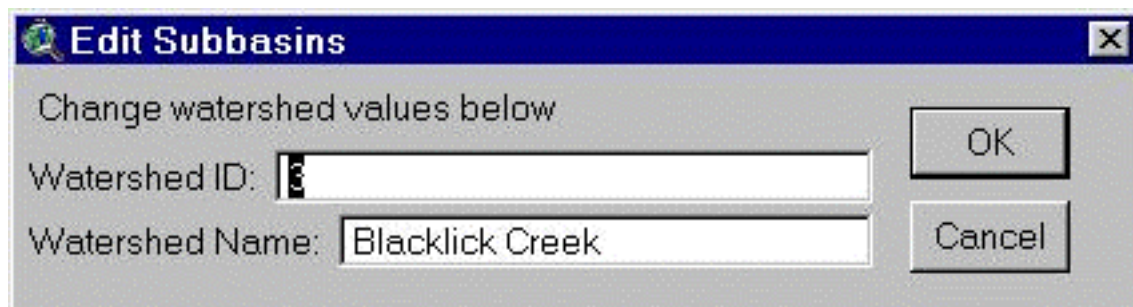 Edit Subbasins
Change watershed values below
OK
Watershed ID: 3
Watershed Name: Blacklick Creek
Cancel